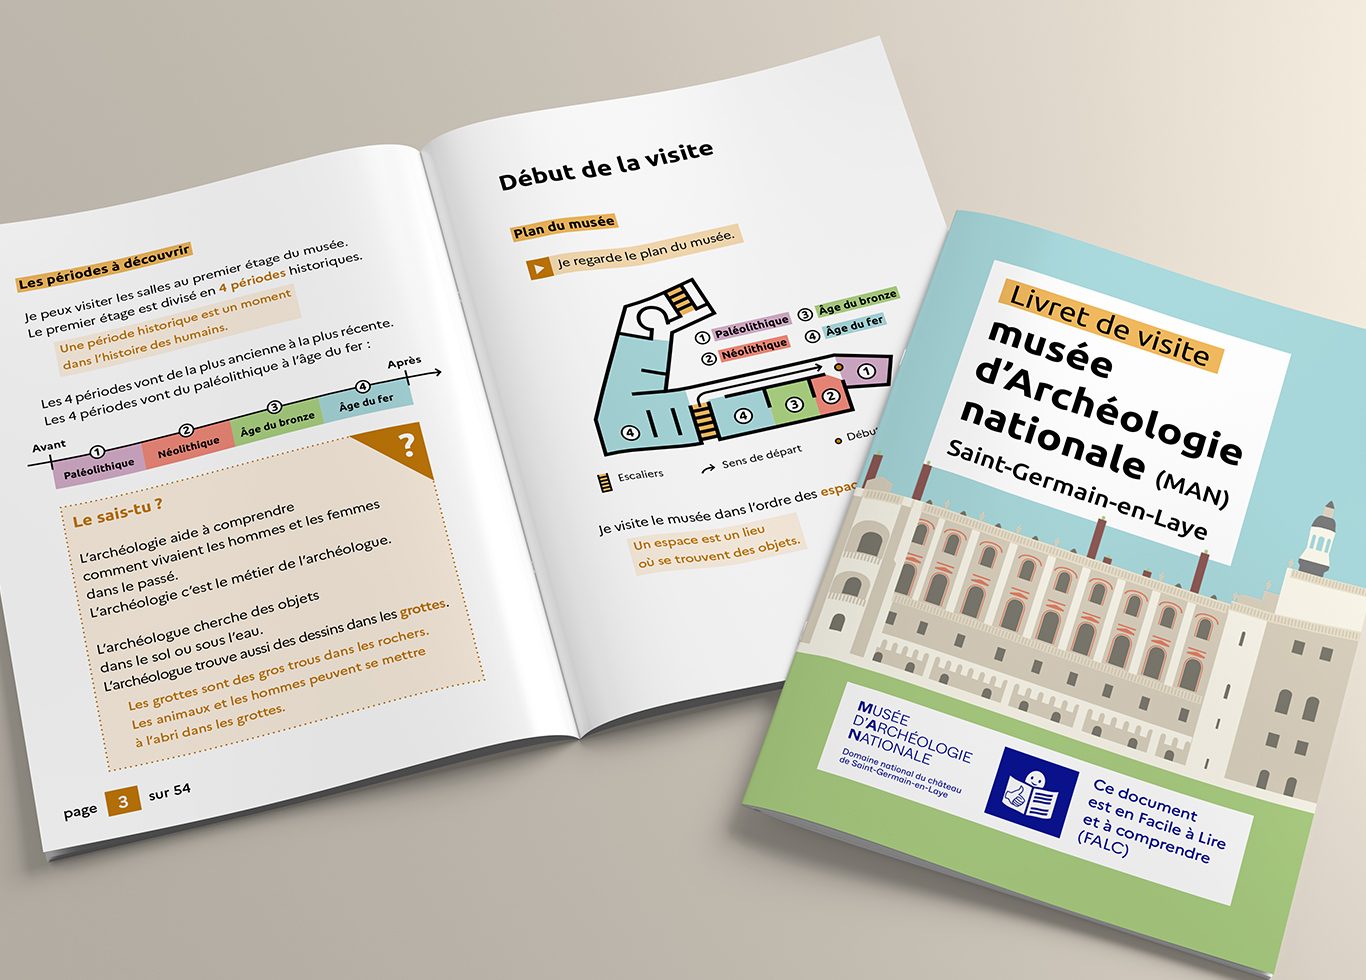 Les périodes à découvrir
Je peux visiter les salles au premier étage du musée.
Le premier étage est divisé en 4 périodes historiques.
Une période historique est un moment
dans l'histoire des humains.
Les 4 périodes vont de la plus ancienne à la plus récente.
Les 4 périodes vont du paléolithique à l'âge du fer :
Avant
Après
1
2
3
4
Paléolithique
Néolithique
Âge du bronze
Âge du fer
?
Le sais-tu ?
L'archéologie aide à comprendre
comment vivaient les hommes et les femmes
dans le passé.
L'archéologie c'est le métier de l'archéologue.
L'archéologue cherche des objets
dans le sol ou sous l'eau.
L'archéologue trouve aussi des dessins dans les grottes.
Les grottes sont des gros trous dans les rochers.
Les animaux et les hommes peuvent se mettre
à l'abri dans les grottes.
page 3 sur 54
Début de la visite
Plan du musée
Je regarde le plan du musée.
1 Paléolithique
2 Néolithique
3 Âge du bronze
4 Âge du fer
4
4
3
2
1
Escaliers
Sens de départ
Début
Je visite le musée dans l'ordre des
Un espace est un lieu
où se trouvent des objets.
Livret de visite
musée
d'Archéologie
nationale (MAN)
Saint-Germain-en-Laye
MUSÉE
D'ARCHÉOLOGIE
NATIONALE
Domaine national du château
de Saint-Germain-en-Laye
Ce document
est en Facile à Lire
et à comprendre
(FALC)